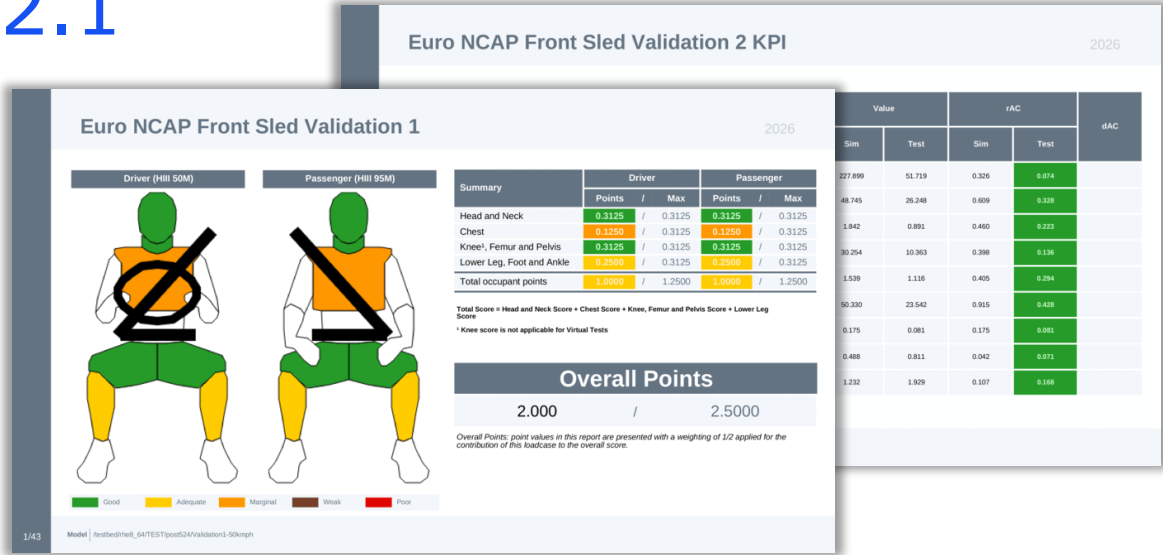 2.1
Euro NCAP Front Sled Validation 2 KPI
2026
Value
rAC
dAC
Sim
Test
Sim
Test
227.899 51.719 0.326 0.074
48.745 26.248 0.609 0.328
1.842 0.891 0.460 0.223
30.254 10.363 0.398 0.136
1.539 1.116 0.405 0.294
50.330 23.542 0.915 0.428
0.175 0.081 0.175 0.081
0.488 0.811 0.042 0.071
1.232 1.929 0.107 0.168
Euro NCAP Front Sled Validation 1
2026
Driver (HIII 50M)
Passenger (HIII 95M)
Good
Adequate
Marginal
Weak
Poor
Summary
Driver
Passenger
Points / Max Points / Max
Head and Neck 0.3125 / 0.3125 0.3125 / 0.3125
Chest 0.1250 / 0.3125 0.1250 / 0.3125
Knee¹, Femur and Pelvis 0.3125 / 0.3125 0.3125 / 0.3125
Lower Leg, Foot and Ankle 0.2500 / 0.3125 0.2500 / 0.3125
Total occupant points 1.0000 / 1.2500 1.0000 / 1.2500
Total Score = Head and Neck Score + Chest Score + Knee, Femur and Pelvis Score + Lower Leg
Score
¹ Knee score is not applicable for Virtual Tests
Overall Points
2.000 / 2.5000
Overall Points: point values in this report are presented with a weighting of 1/2 applied for the
contribution of this loadcase to the overall score.
1/43
Model /testbed/rhel8_64/TEST/post524/Validation1-50kmph